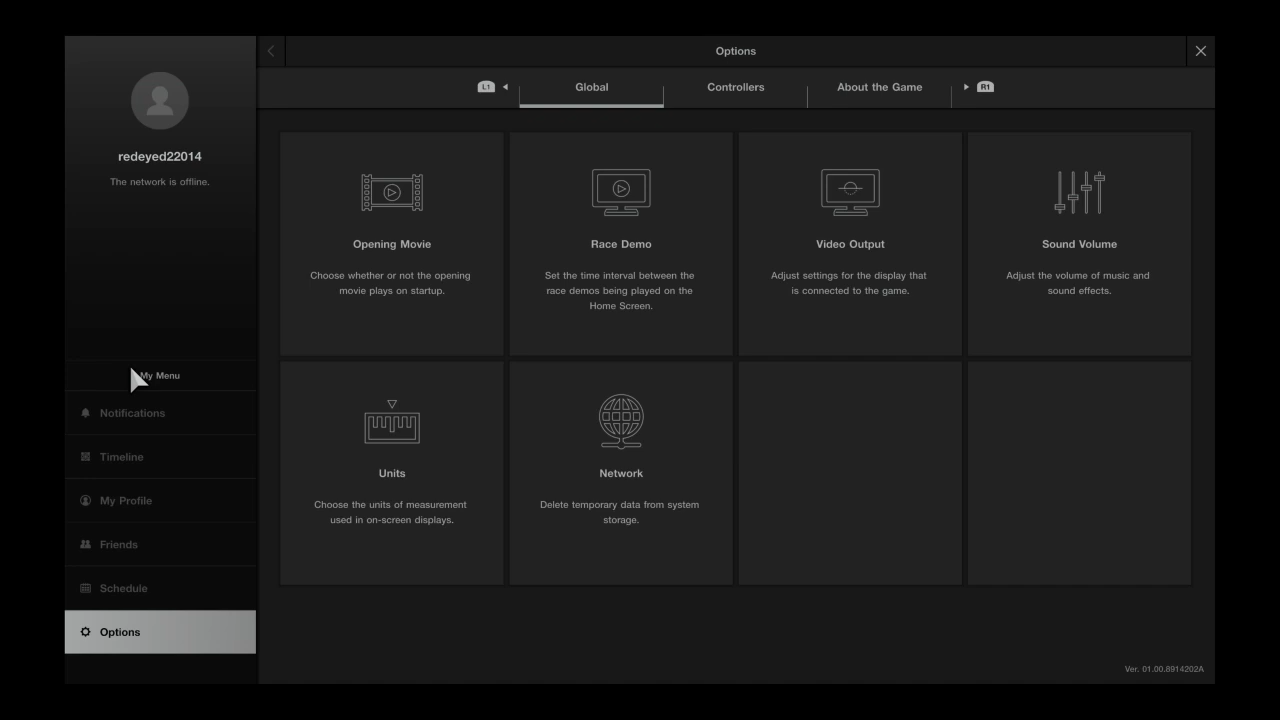 Options
L1
Global
Controllers
About the Game
R1
redeyed22014
The network is offline.
My Menu
Notifications
Timeline
My Profile
Friends
Schedule
Options
Opening Movie
Choose whether or not the opening
movie plays on startup.
Race Demo
Set the time interval between the
race demos being played on the
Home Screen.
Video Output
Adjust settings for the display that
is connected to the game.
Sound Volume
Adjust the volume of music and
sound effects.
Units
Choose the units of measurement
used in on-screen displays.
Network
Delete temporary data from system
storage.
Ver. 01.00.8914202A